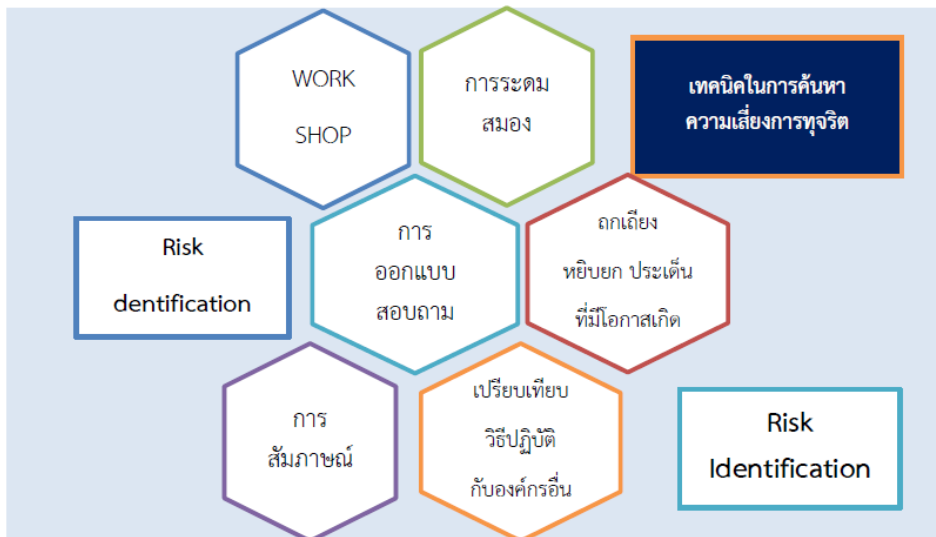 WORK
SHOP
การระดม
สมอง
เทคนิคในการค้นหา
ความเสี่ยงการทุจริต
Risk
dentification
การ
ออกแบบ
สอบถาม
ถกเถียง
หยิบยก ประเด็น
ที่มีโอกาสเกิด
การ
สัมภาษณ์
เปรียบเทียบ
วิธีปฏิบัติ
กับองค์กรอื่น
Risk
Identification